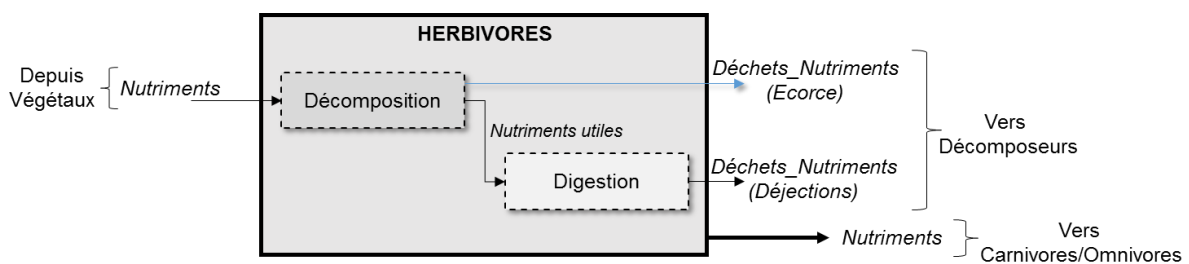 HERBIVORES
Depuis
Végétaux
Nutriments
Décomposition
Nutriments utiles
Digestion
Déchets_Nutriments
(Ecorce)
Déchets_Nutriments
(Déjections)
Vers
Décomposeurs
Nutriments
Vers
Carnivores/Omnivores